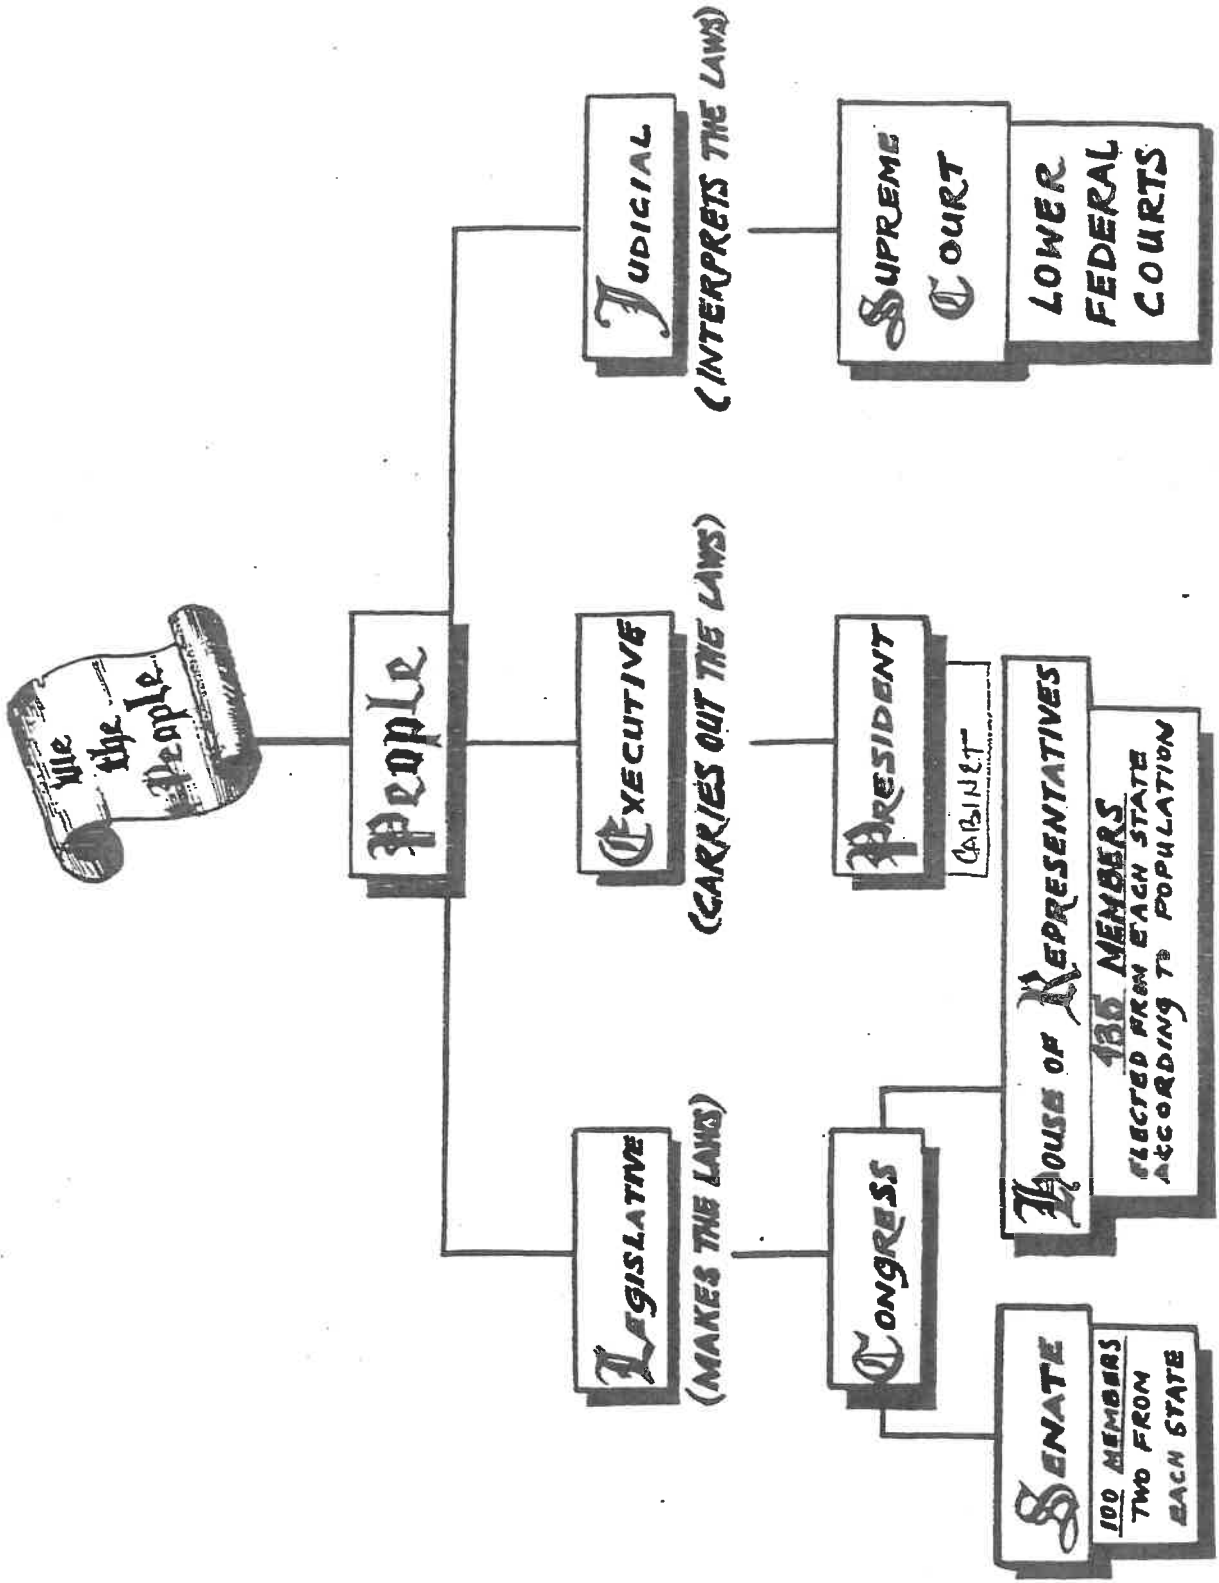 We
the
People
People
LEGISLATIVE
(MAKES THE LAWS)
EXECUTIVE
(CARRIES OUT THE LAWS)
JUDICIAL
(INTERPRETS THE LAWS)
CONGRESS
PRESIDENT
CABINET
SUPREME
COURT
LOWER
FEDERAL
COURTS
SENATE
100 MEMBERS
TWO FROM
EACH STATE
HOUSE OF REPRESENTATIVES
435 MEMBERS
ELECTED FROM EACH STATE
ACCORDING TO POPULATION